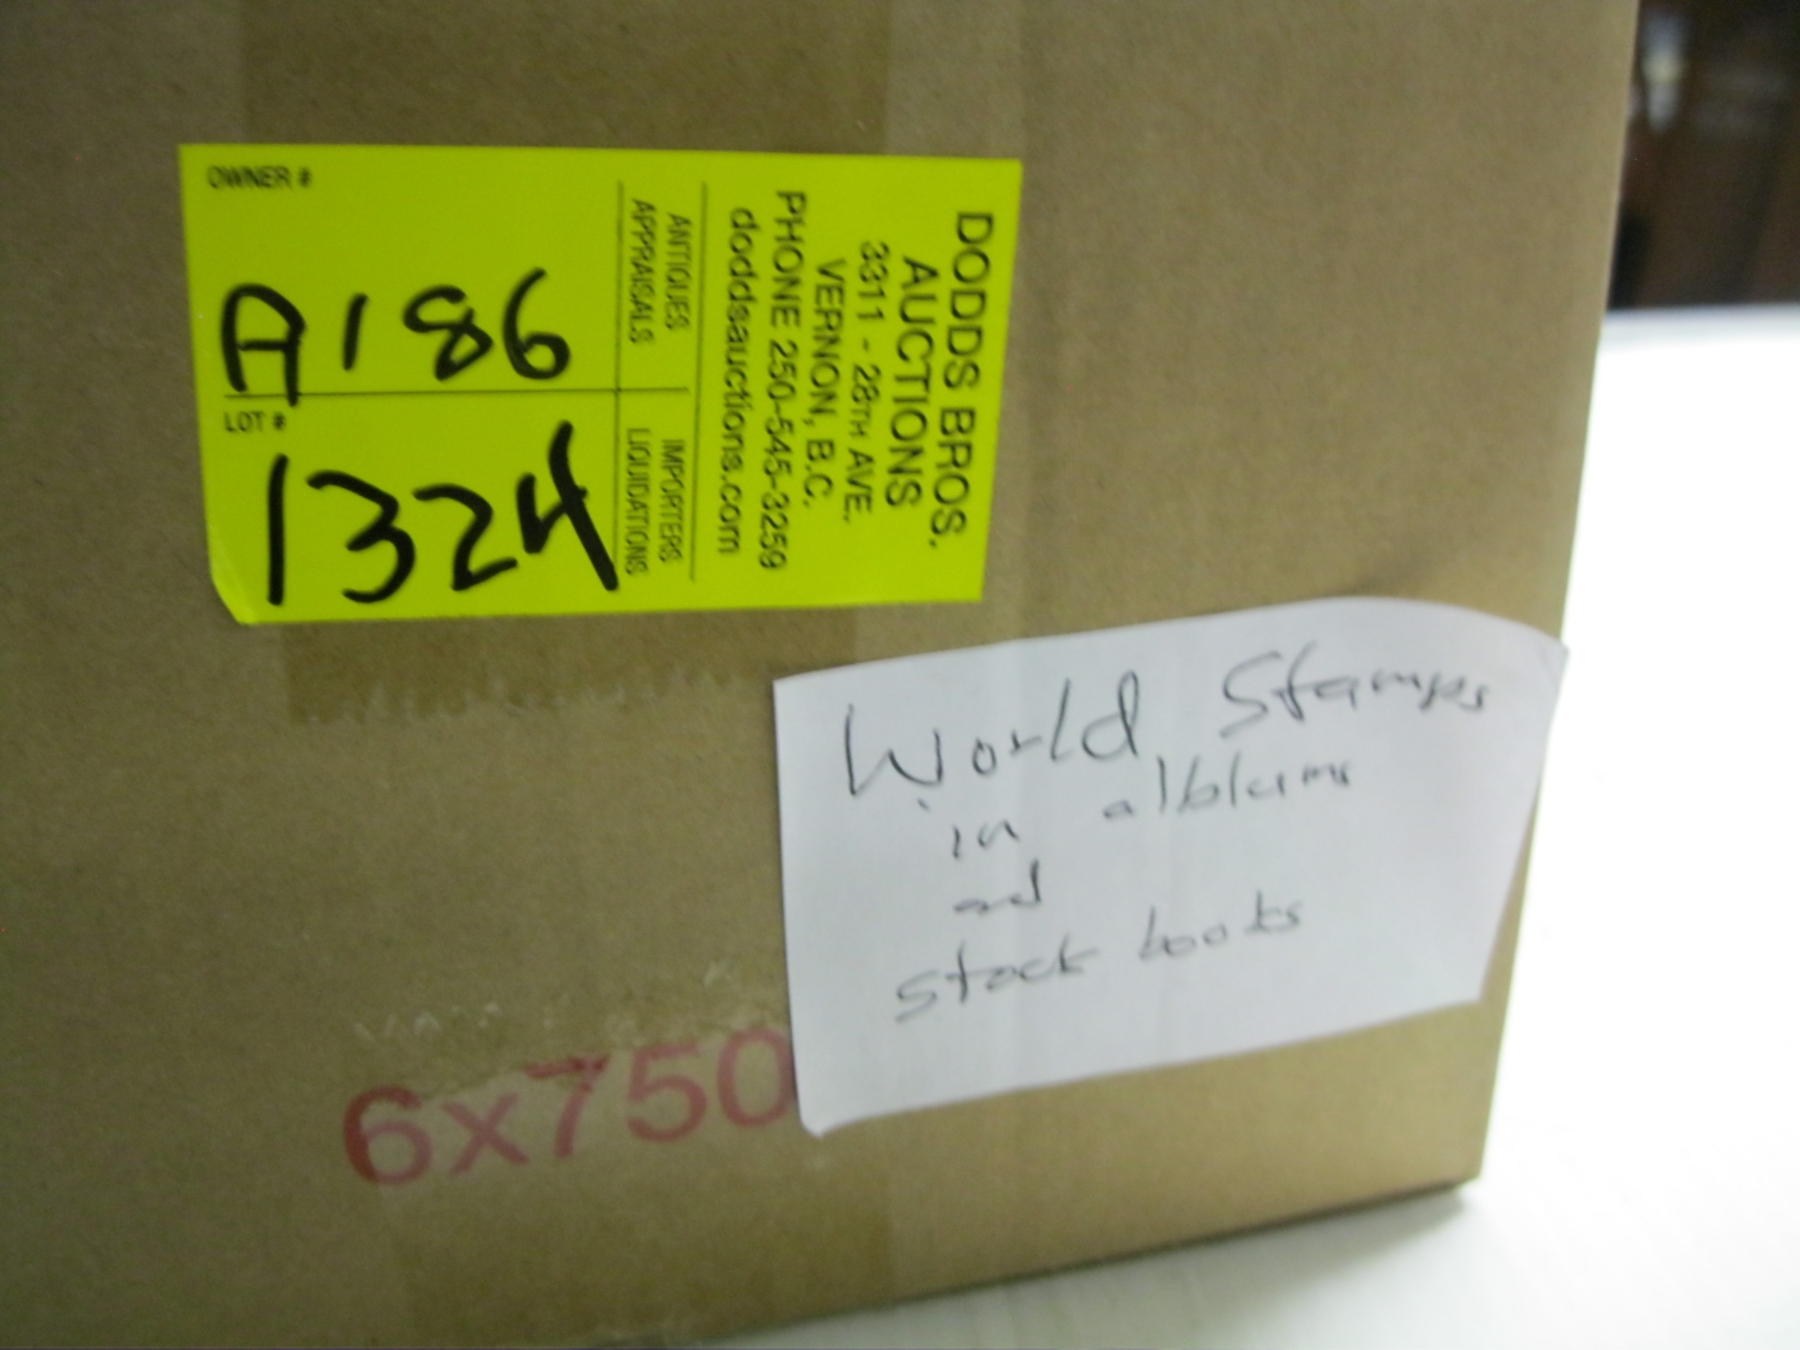 OWNER #
A186
LOT #
1324
ANTIQUES
APPRAISALS
IMPORTERS
LIQUIDATIONS
DODDS BROS.
AUCTIONS
3311 - 28TH AVE.
VERNON, B.C.
PHONE 250-545-3259
doddsauctions.com
World Stamps
in alblums
and
stock books
6x750